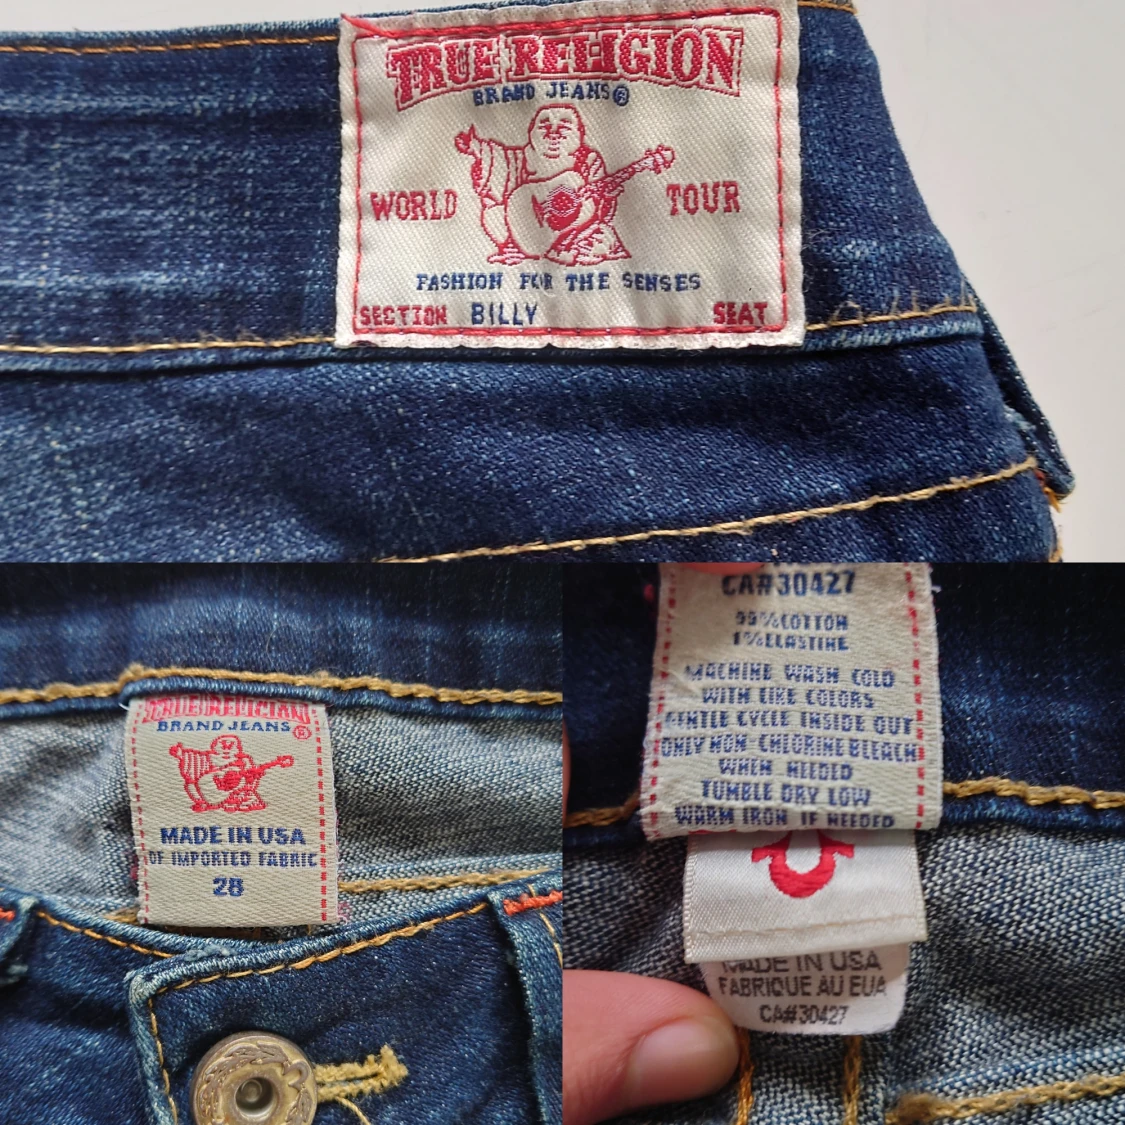 TRUE RELIGION
BRAND JEANS®
WORLD TOUR
FASHION FOR THE SENSES
SECTION BILLY SEAT
TRUE RELIGION
BRAND JEANS®
MADE IN USA
OF IMPORTED FABRIC
28
CA#30427
99%COTTON
1%ELASTINE
MACHINE WASH COLD
WITH LIKE COLORS
GENTLE CYCLE INSIDE OUT
ONLY NON-CHLORINE BLEACH
WHEN NEEDED
TUMBLE DRY LOW
WARM IRON IF NEEDED
MADE IN USA
FABRIQUE AU EUA
CA#30427